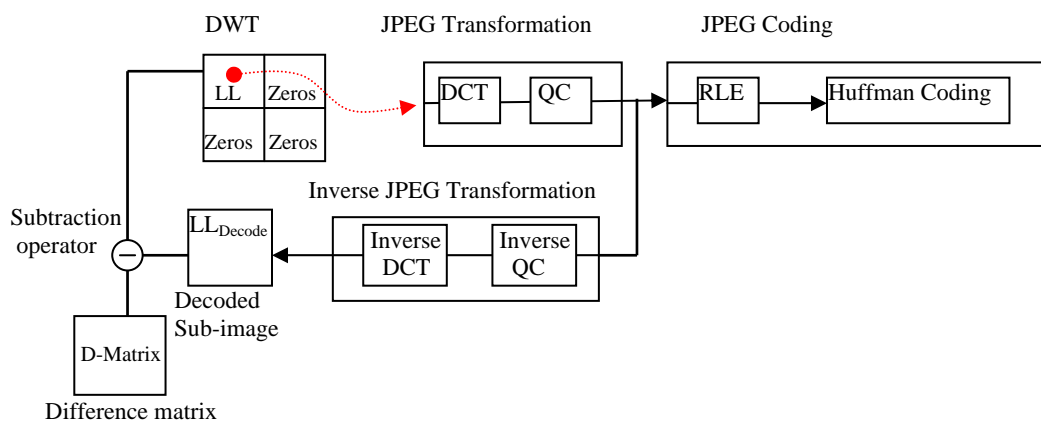 DWT
JPEG Transformation
JPEG Coding
LL
Zeros
Zeros
Zeros
DCT
QC
RLE
Huffman Coding
Inverse JPEG Transformation
Subtraction
operator
−
LLDecode
Inverse
DCT
Inverse
QC
Decoded
Sub-image
D-Matrix
Difference matrix